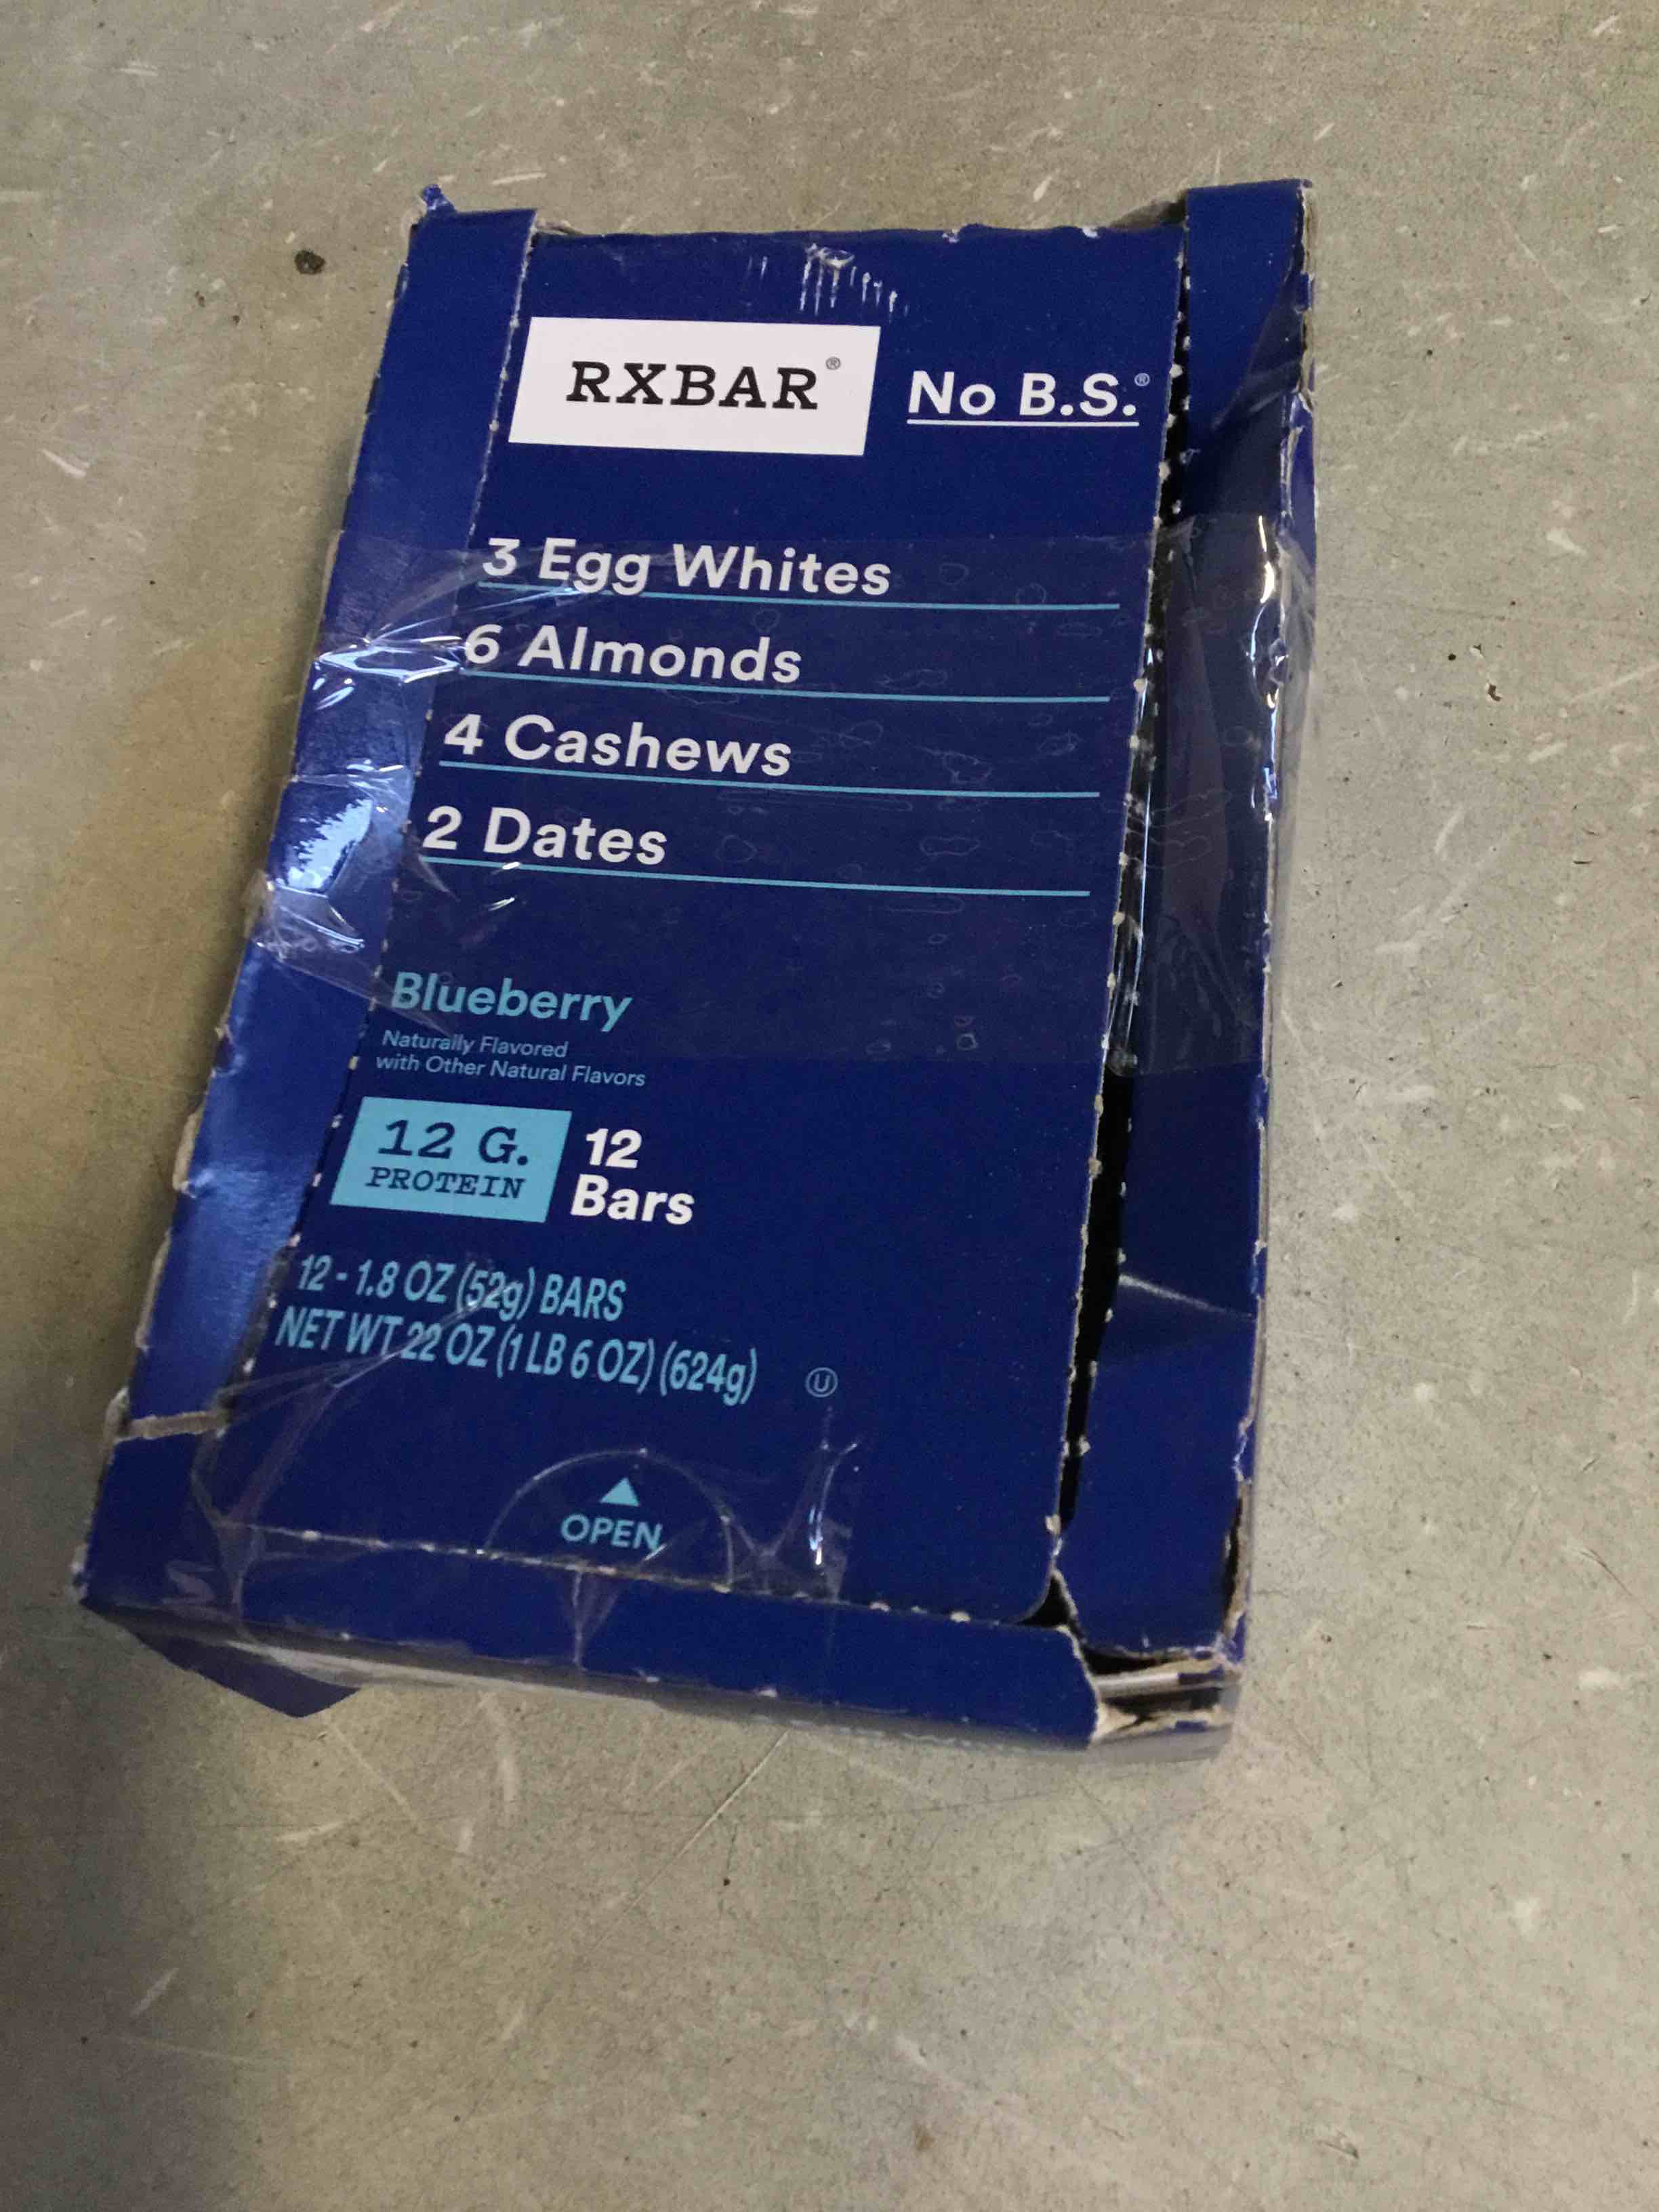 RXBAR® No B.S.®
3 Egg Whites
6 Almonds
4 Cashews
2 Dates
Blueberry
Naturally Flavored
with Other Natural Flavors
12 G.
PROTEIN
12
Bars
12 - 1.8 OZ (52g) BARS
NET WT 22 OZ (1 LB 6 OZ) (624g)
U
OPEN